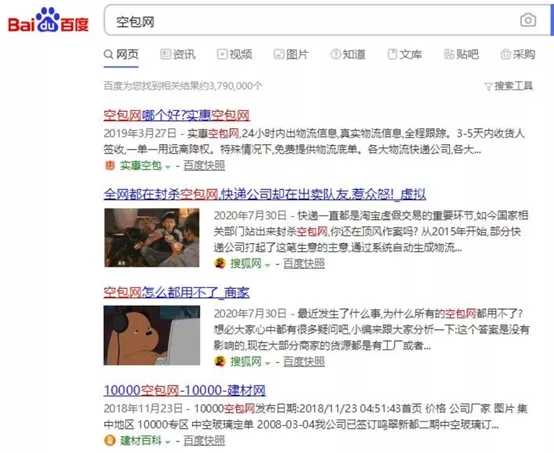 Bai du 百度
空包网
网页 资讯 视频 图片 知道 文库 贴吧 采购
百度为您找到相关结果约3,790,000个 搜索工具
空包网哪个好?实惠空包网
2019年3月27日 - 实惠空包网,24小时内出物流信息,真实物流信息,全程跟踪。3-5天内收货人
签收,一单一用远离降权。特殊情况下,免费提供物流底单。各大物流快递公司,各大...
惠 实惠空包 - 百度快照
全网都在封杀空包网,快递公司却在出卖队友,惹众怒!_虚拟
2020年7月30日 - 快递一直都是淘宝虚假交易的重要环节,如今国家相
关部门站出来封杀空包网,你还在顶风作案吗? 从2015年开始,部分快
递公司打起了这笔生意的主意,通过系统自动生成物流...
搜狐网 - 百度快照
空包网怎么都用不了_商家
2020年7月30日 - 最近发生了什么事,为什么所有的空包网都用不了?
想必大家心中都有很多疑问吧,小编来跟大家分析一下:这个答案是没有
影响的,现在大部分商家的货源都是有工厂或者...
搜狐网 - 百度快照
10000空包网-10000-建材网
2018年11月23日 - 10000空包网发布日期:2018/11/23 04:51:43首页 价格 公司厂家 图片 集
中地区 10000专区 中空玻璃定单 2008-03-04我公司已签订鸣翠新都二期中空玻璃订...
建材百科 - 百度快照